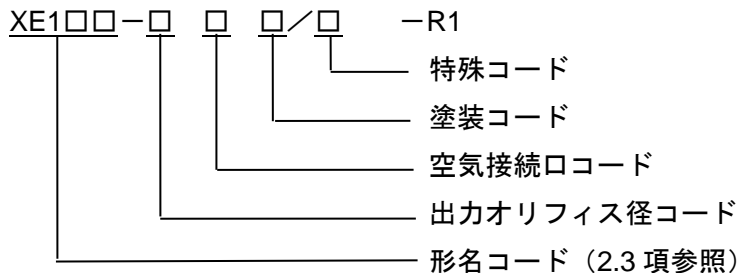 XE1□□－□ □ □／□ －R1
特殊コード
塗装コード
空気接続口コード
出力オリフィス径コード
形名コード（2.3 項参照）